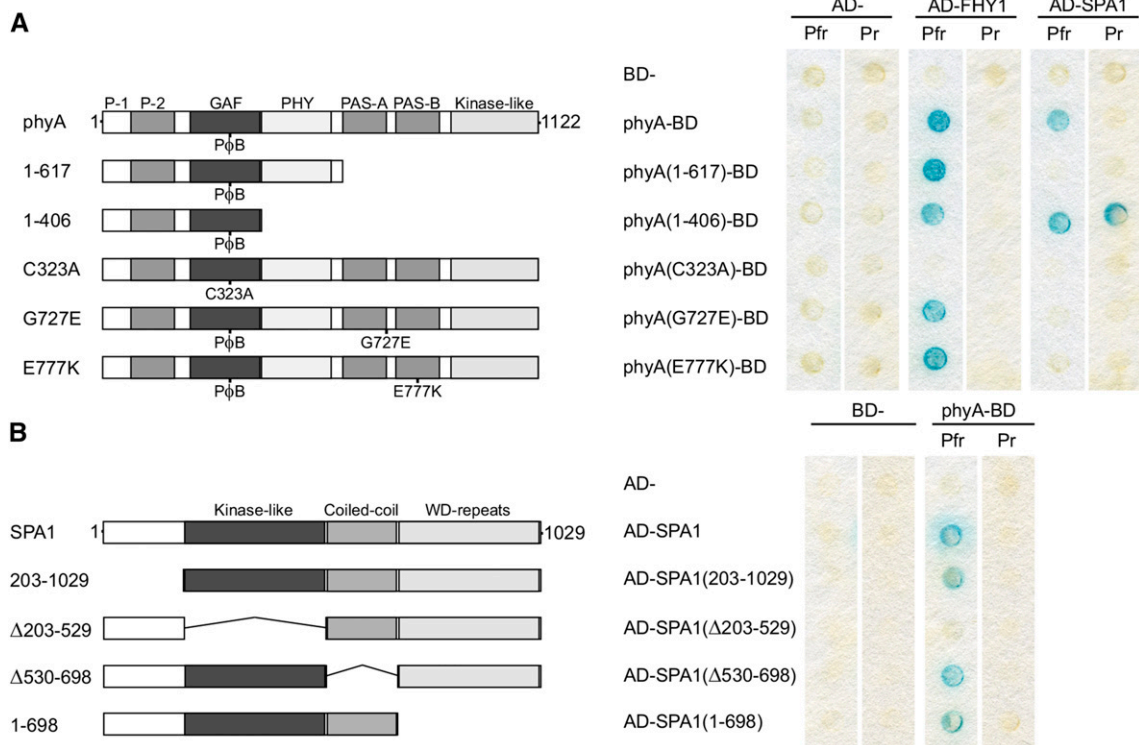 A
P-1 P-2 GAF PHY PAS-A PAS-B Kinase-like
phyA 1 1122
PϕB
1-617
PϕB
1-406
PϕB
C323A
C323A
G727E
PϕB G727E
E777K
PϕB E777K
AD- AD-FHY1 AD-SPA1
Pfr Pr Pfr Pr Pfr Pr
BD-
phyA-BD
phyA(1-617)-BD
phyA(1-406)-BD
phyA(C323A)-BD
phyA(G727E)-BD
phyA(E777K)-BD
B
Kinase-like Coiled-coil WD-repeats
SPA1 1 1029
203-1029
Δ203-529
Δ530-698
1-698
BD- phyA-BD
Pfr Pr
AD-
AD-SPA1
AD-SPA1(203-1029)
AD-SPA1(Δ203-529)
AD-SPA1(Δ530-698)
AD-SPA1(1-698)